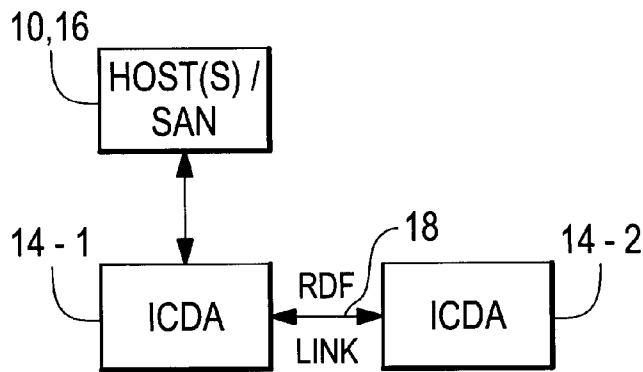 10,16
HOST(S) /
SAN
14 - 1
ICDA
RDF
LINK
18
ICDA
14 - 2